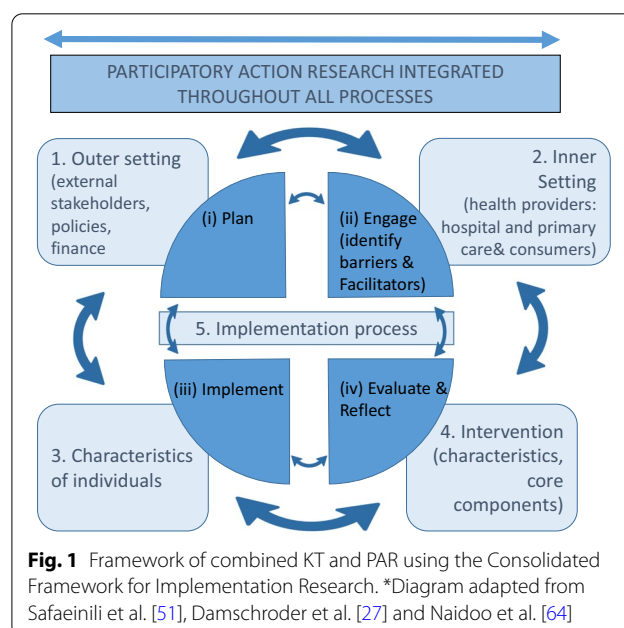 PARTICIPATORY ACTION RESEARCH INTEGRATED
THROUGHOUT ALL PROCESSES
1. Outer setting
(external
stakeholders,
policies,
finance
2. Inner
Setting
(health providers:
hospital and primary
care& consumers)
(i) Plan
(ii) Engage
(identify
barriers &
Facilitators)
5. Implementation process
(iii) Implement
(iv) Evaluate &
Reflect
3. Characteristics
of individuals
4. Intervention
(characteristics,
core
components)
Fig. 1 Framework of combined KT and PAR using the Consolidated
Framework for Implementation Research. *Diagram adapted from
Safaeinili et al. [51], Damschroder et al. [27] and Naidoo et al. [64]